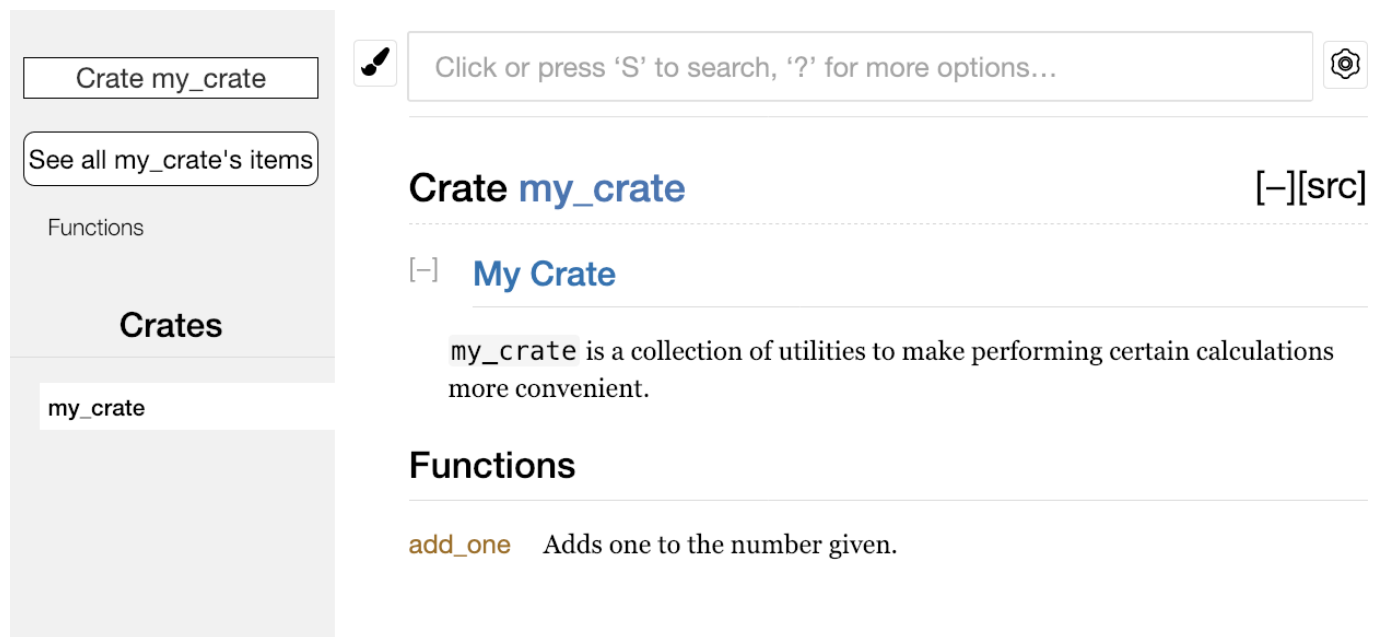 Crate my_crate
See all my_crate's items
Functions
Crates
my_crate
Click or press ‘S’ to search, ‘?’ for more options…
Crate my_crate
[−][src]
[−]
My Crate
my_crate is a collection of utilities to make performing certain calculations
more convenient.
Functions
add_one Adds one to the number given.